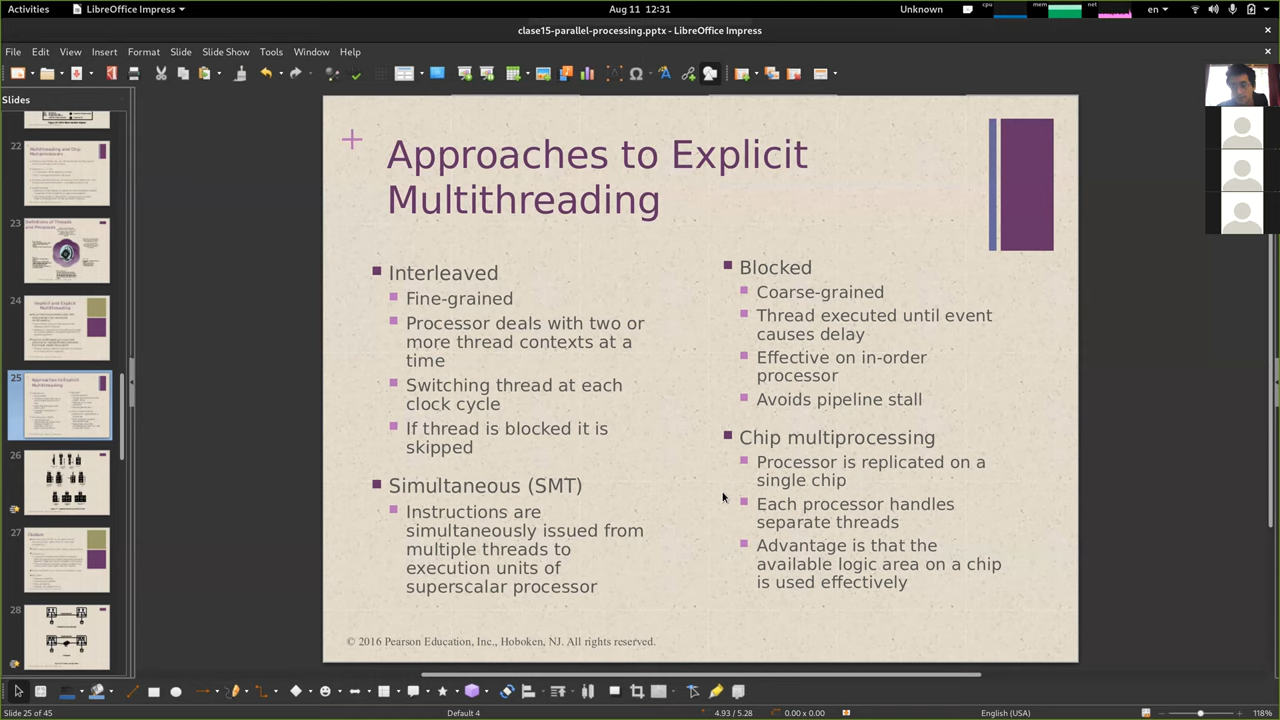 Activities
LibreOffice Impress
Aug 11 12:31
Unknown
cpu
mem
net
en
clase15-parallel-processing.pptx - LibreOffice Impress
File Edit View Insert Format Slide Slide Show Tools Window Help
Slides
22
23
24
25
26
27
28
+
Approaches to Explicit
Multithreading
Interleaved
Fine-grained
Processor deals with two or
more thread contexts at a
time
Switching thread at each
clock cycle
If thread is blocked it is
skipped
Simultaneous (SMT)
Instructions are
simultaneously issued from
multiple threads to
execution units of
superscalar processor
Blocked
Coarse-grained
Thread executed until event
causes delay
Effective on in-order
processor
Avoids pipeline stall
Chip multiprocessing
Processor is replicated on a
single chip
Each processor handles
separate threads
Advantage is that the
available logic area on a chip
is used effectively
© 2016 Pearson Education, Inc., Hoboken, NJ. All rights reserved.
Slide 25 of 45
Default 4
4.93 / 5.28
0.00 x 0.00
English (USA)
118%